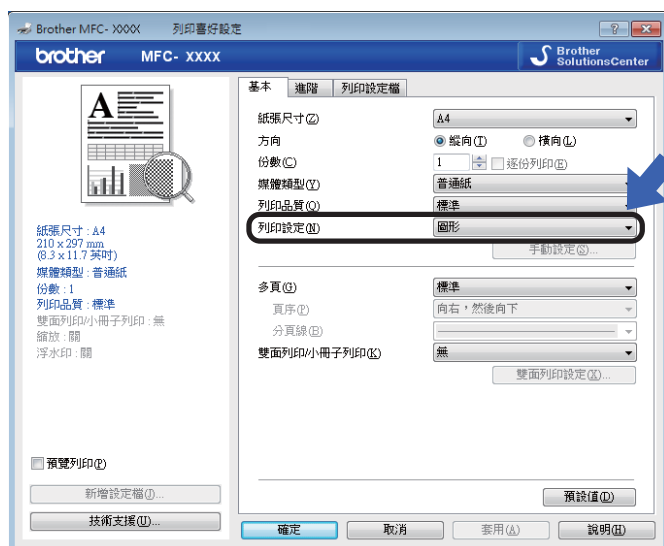 Brother MFC- XXXX 列印喜好設定
brother MFC- XXXX
Brother
SolutionsCenter
基本 進階 列印設定檔
紙張尺寸(Z) A4
方向 縱向(T) 橫向(L)
份數(C) 1 逐份列印(E)
媒體類型(Y) 普通紙
列印品質(Q) 標準
列印設定(N) 圖形
手動設定(S)...
多頁(G) 標準
頁序(P) 向右，然後向下
分頁線(B)
雙面列印/小冊子列印(K) 無
雙面列印設定(X)...
預設值(D)
A
紙張尺寸 : A4
210 x 297 mm
(8.3 x 11.7 英吋)
媒體類型 : 普通紙
份數 : 1
列印品質 : 標準
雙面列印/小冊子列印 : 無
縮放 : 關
浮水印 : 關
預覽列印(P)
新增設定檔(J)...
技術支援(U)...
確定 取消 套用(A) 說明(H)